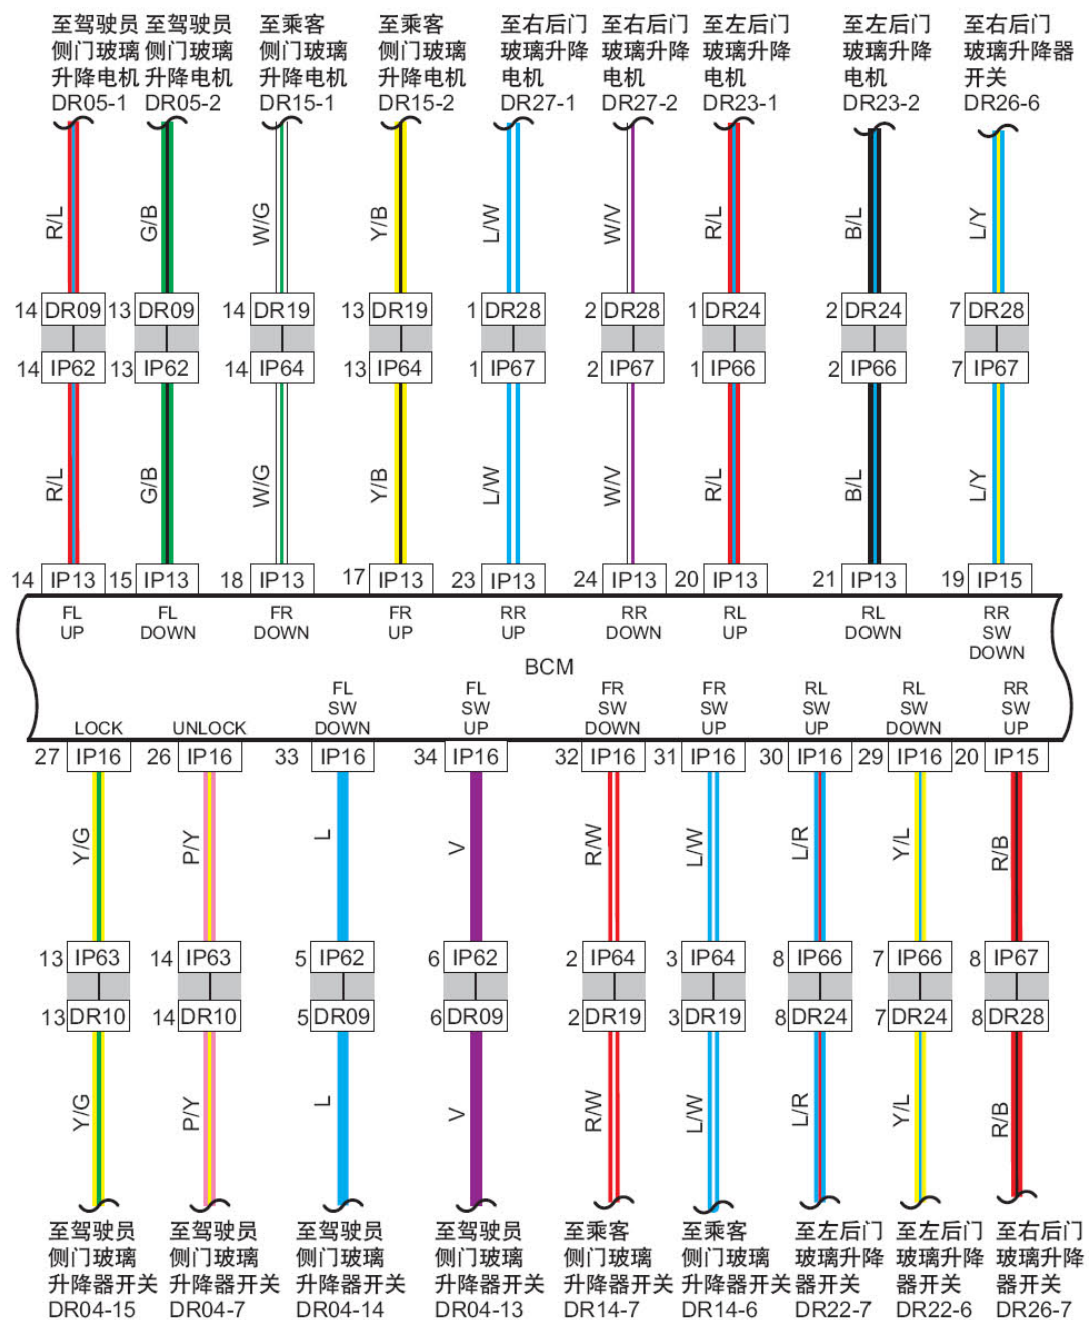 至驾驶员 至驾驶员 至乘客 至乘客 至右后门 至右后门 至左后门 至左后门 至右后门
侧门玻璃 侧门玻璃 侧门玻璃 侧门玻璃 玻璃升降 玻璃升降 玻璃升降 玻璃升降 玻璃升降器
升降电机 升降电机 升降电机 升降电机 电机 电机 电机 电机 开关
DR05-1 DR05-2 DR15-1 DR15-2 DR27-1 DR27-2 DR23-1 DR23-2 DR26-6
R/L G/B W/G Y/B L/W W/V R/L B/L L/Y
14 DR09 13 DR09 14 DR19 13 DR19 1 DR28 2 DR28 1 DR24 2 DR24 7 DR28
14 IP62 13 IP62 14 IP64 13 IP64 1 IP67 2 IP67 1 IP66 2 IP66 7 IP67
R/L G/B W/G Y/B L/W W/V R/L B/L L/Y
14 IP13 15 IP13 18 IP13 17 IP13 23 IP13 24 IP13 20 IP13 21 IP13 19 IP15
FL FL FR FR RR RR RL RL RR
UP DOWN DOWN UP UP DOWN UP DOWN SW
DOWN
BCM
FL FL FR FR RL RL RR
SW SW SW SW SW SW SW
LOCK UNLOCK DOWN UP DOWN UP UP DOWN UP
27 IP16 26 IP16 33 IP16 34 IP16 32 IP16 31 IP16 30 IP16 29 IP16 20 IP15
Y/G P/Y L V R/W L/W L/R Y/L R/B
13 IP63 14 IP63 5 IP62 6 IP62 2 IP64 3 IP64 8 IP66 7 IP66 8 IP67
13 DR10 14 DR10 5 DR09 6 DR09 2 DR19 3 DR19 8 DR24 7 DR24 8 DR28
Y/G P/Y L V R/W L/W L/R Y/L R/B
至驾驶员 至驾驶员 至驾驶员 至驾驶员 至乘客 至乘客 至左后门 至左后门 至右后门
侧门玻璃 侧门玻璃 侧门玻璃 侧门玻璃 侧门玻璃 侧门玻璃 玻璃升降 玻璃升降 玻璃升降
升降器开关 升降器开关 升降器开关 升降器开关 升降器开关 升降器开关 器开关 器开关 器开关
DR04-15 DR04-7 DR04-14 DR04-13 DR14-7 DR14-6 DR22-7 DR22-6 DR26-7